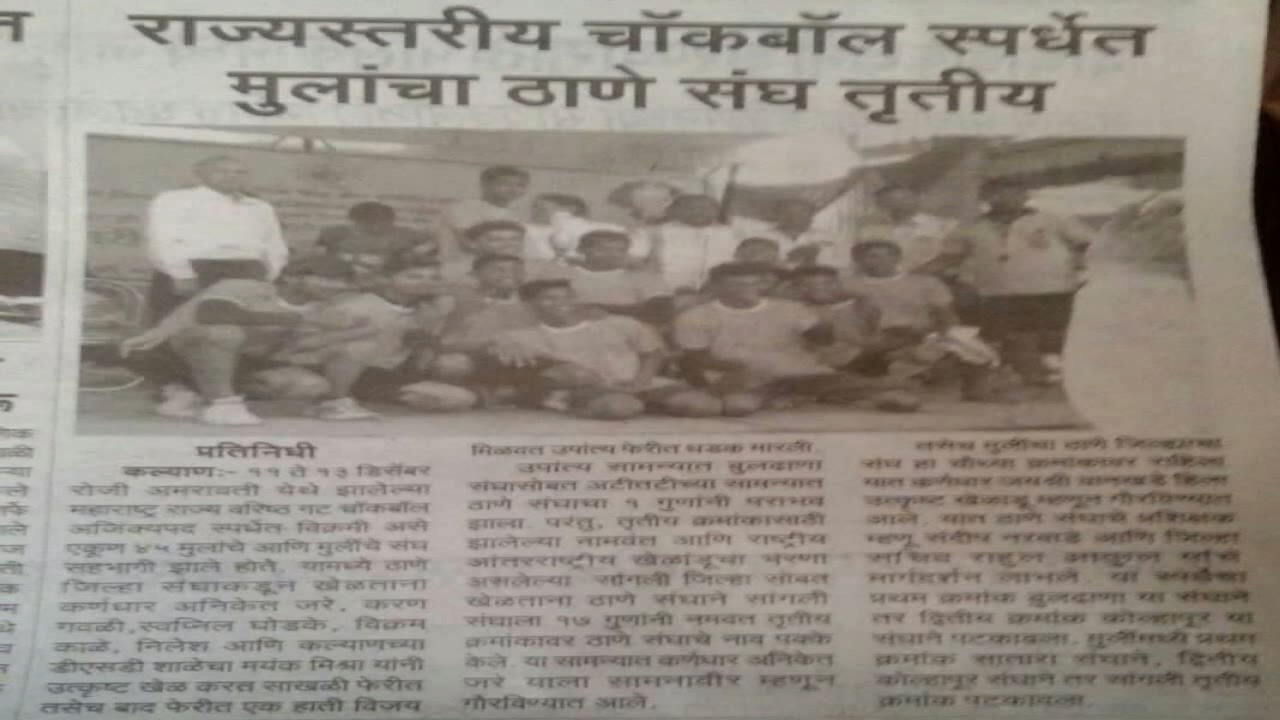 राज्यस्तरीय चॉकबॉल स्पर्धेत
मुलांचा ठाणे संघ तृतीय
प्रतिनिधी
कल्याण:- ११ ते १३ डिसेंबर
रोजी अमरावती येथे झालेल्या
महाराष्ट्र राज्य वरिष्ठ गट चॉकबॉल
अजिंक्यपद स्पर्धेत विक्रमी असे
एकूण ४५ मुलांचे आणि मुलींचे संघ
सहभागी झाले होते. यामध्ये ठाणे
जिल्हा संघाकडून खेळताना
कर्णधार अनिकेत जरे, करण
गवळी,स्वप्निल घोडके, विक्रम
काळे, निलेश आणि कल्याणच्या
डीएसडी शाळेचा मयंक मिश्रा यांनी
उत्कृष्ट खेळ करत साखळी फेरीत
तसेच बाद फेरीत एक हाती विजय
मिळवत उपांत्य फेरीत धडक मारली.
उपांत्य सामन्यात बुलढाणा
संघासोबत अटीतटीच्या सामन्यात
ठाणे संघाचा १ गुणांनी पराभव
झाला. परंतु, तृतीय क्रमांकासाठी
झालेल्या नामवंत आणि राष्ट्रीय
आंतरराष्ट्रीय खेळांडूचा भरणा
असलेल्या सांगली जिल्हा सोबत
खेळताना ठाणे संघाने सांगली
संघाला १७ गुणांनी नमवत तृतीय
क्रमांकावर ठाणे संघाचे नाव पक्के
केले. या सामन्यात कर्णधार अनिकेत
जरे याला सामनावीर म्हणून
गौरविण्यात आले.
तसेच मुलींचा ठाणे जिल्ह्याचा
संघ हा चौथ्या क्रमांकावर राहिला
यात कर्णधार जयश्री हिला
उत्कृष्ट खेळाडू म्हणून गौरविण्यात
आले. यात ठाणे संघाचे प्रशिक्षक
म्हणू संदीप नरवाडे आणि जिल्हा
सचिव राहुल यांचे
मार्गदर्शन लाभले. या स्पर्धेचा
प्रथम क्रमांक बुलढाणा या संघाने
तर द्वितीय क्रमांक कोल्हापूर या
संघाने पटकावला. मुलींमध्ये प्रथम
क्रमांक सातारा संघाने, द्वितीय
कोल्हापूर संघाने तर सांगली तृतीय
क्रमांक पटकावला.